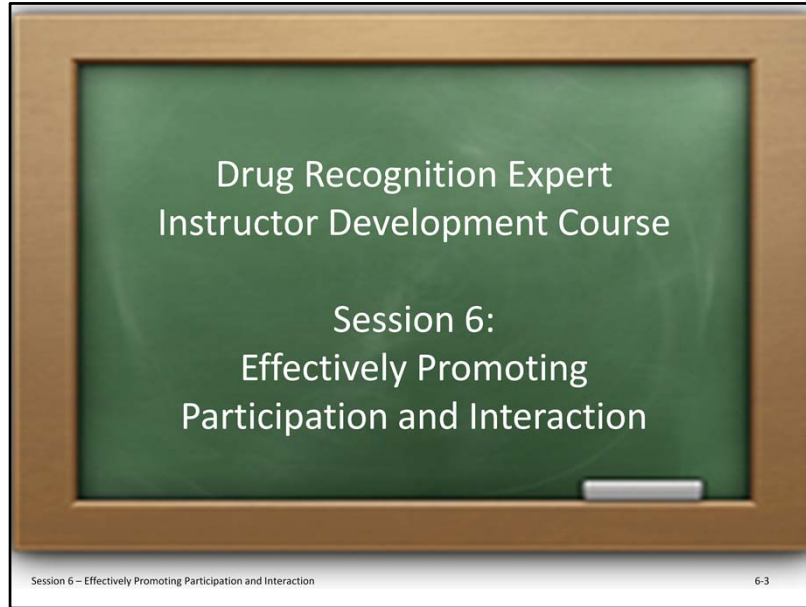 Drug Recognition Expert
Instructor Development Course
Session 6:
Effectively Promoting
Participation and Interaction
Session 6 – Effectively Promoting Participation and Interaction
6-3